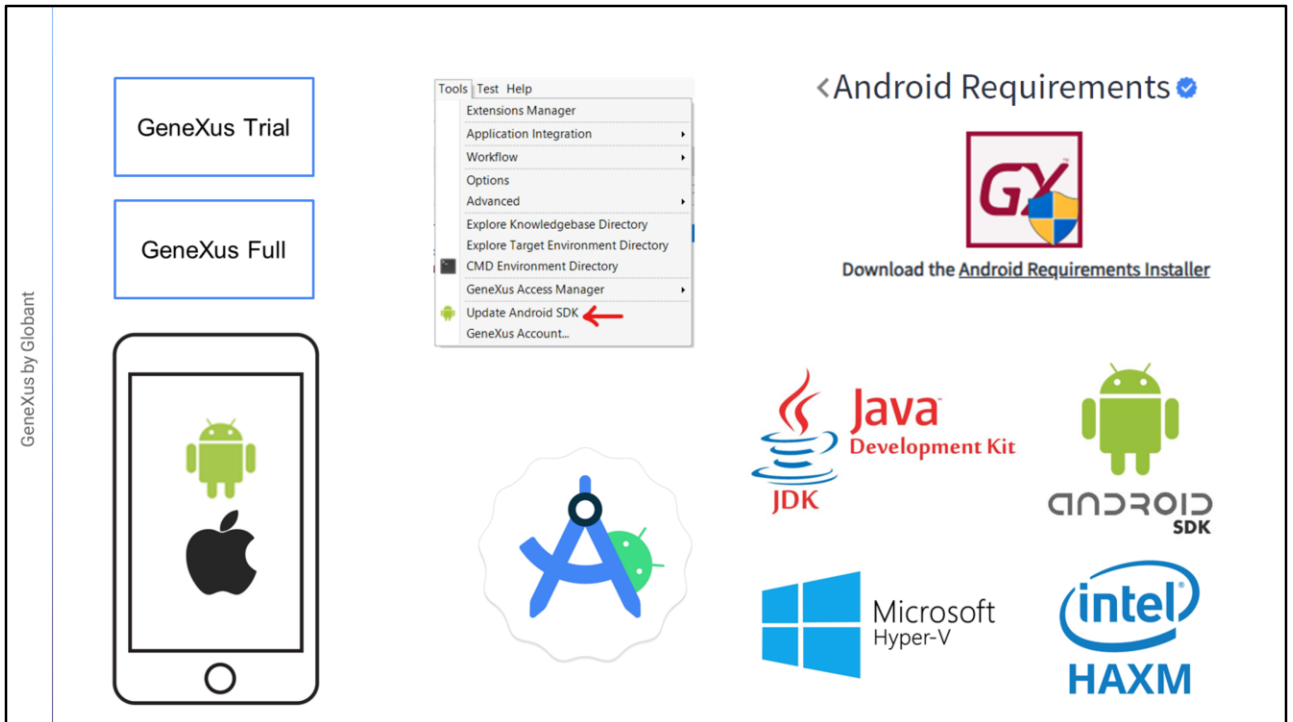 GeneXus by Globant
GeneXus Trial
GeneXus Full
Tools Test Help
Extensions Manager
Application Integration
Workflow
Options
Advanced
Explore Knowledgebase Directory
Explore Target Environment Directory
CMD Environment Directory
GeneXus Access Manager
Update Android SDK
GeneXus Account...
<Android Requirements
GX
Download the Android Requirements Installer
Java
Development Kit
JDK
ANDROID
SDK
Microsoft
Hyper-V
intel
HAXM